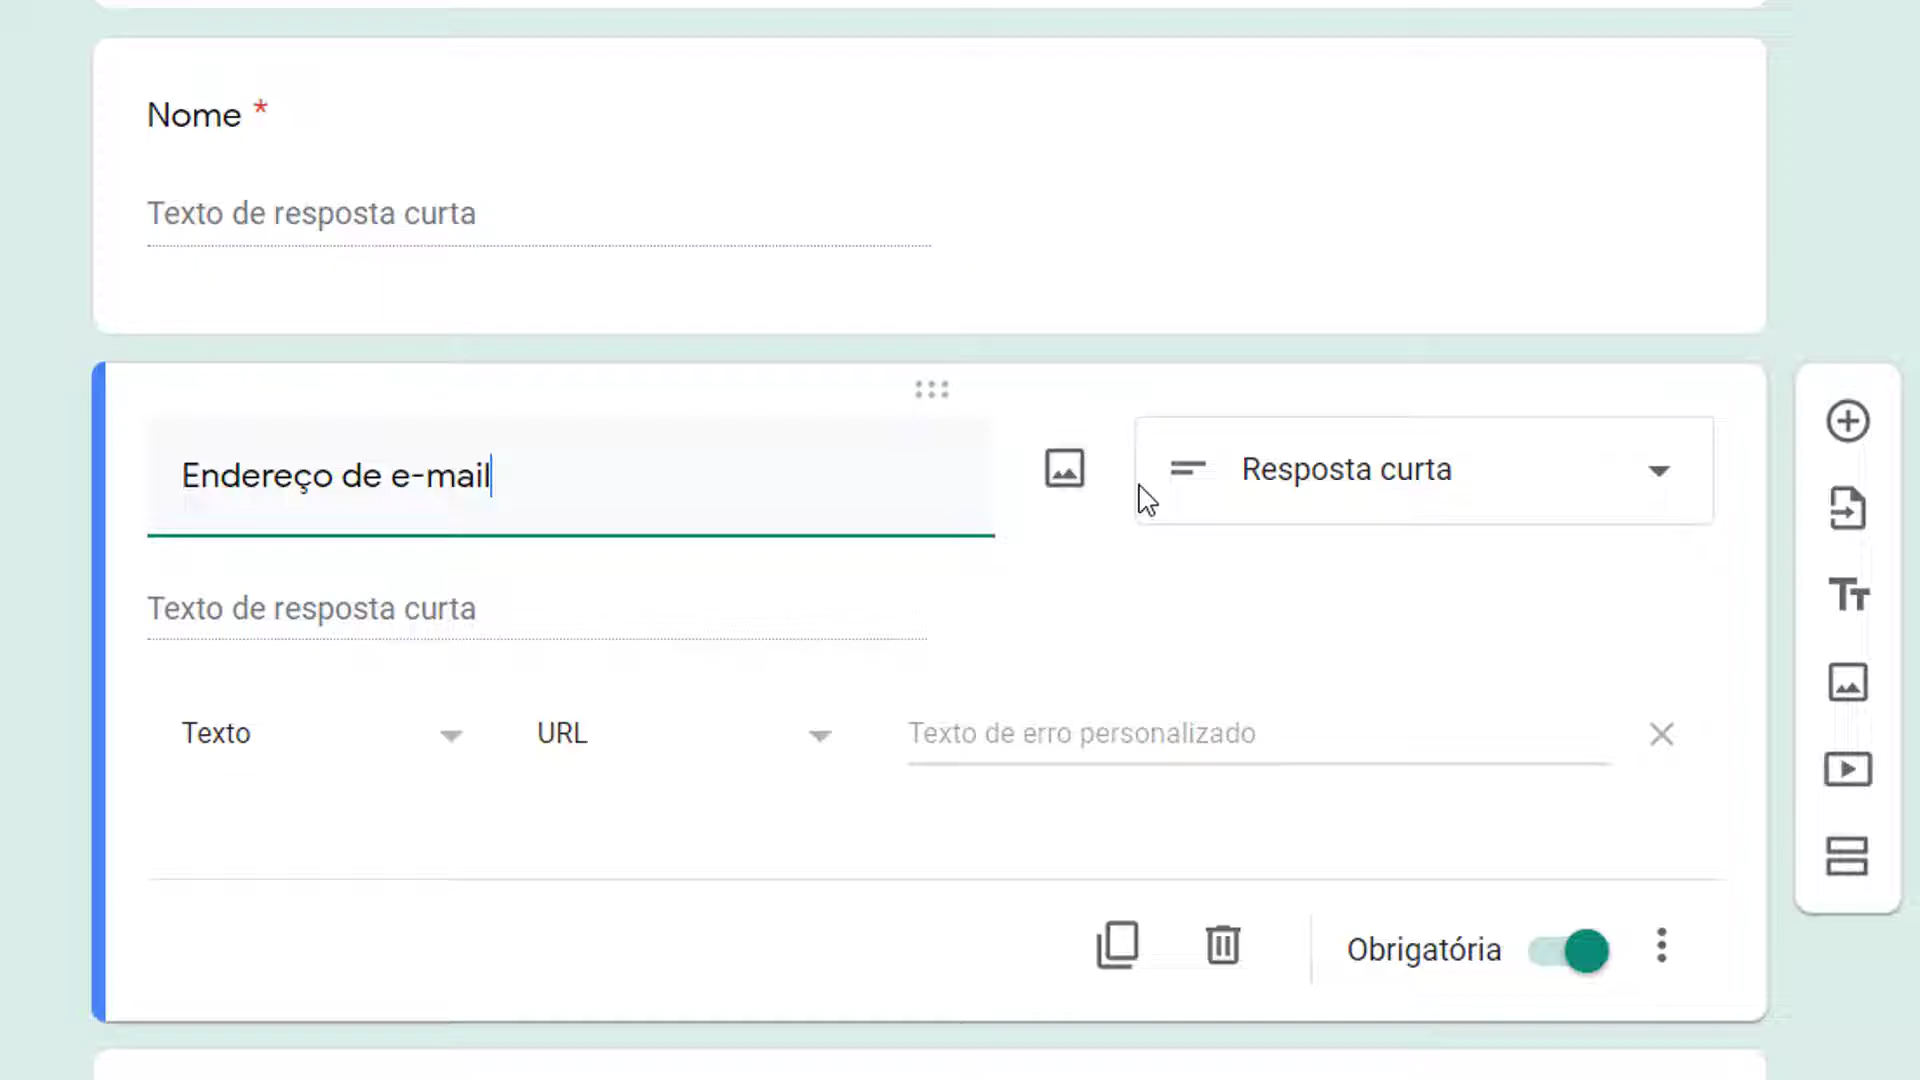 Nome *
Texto de resposta curta
Endereço de e-mail
Resposta curta
Texto de resposta curta
Texto URL Texto de erro personalizado
Obrigatória